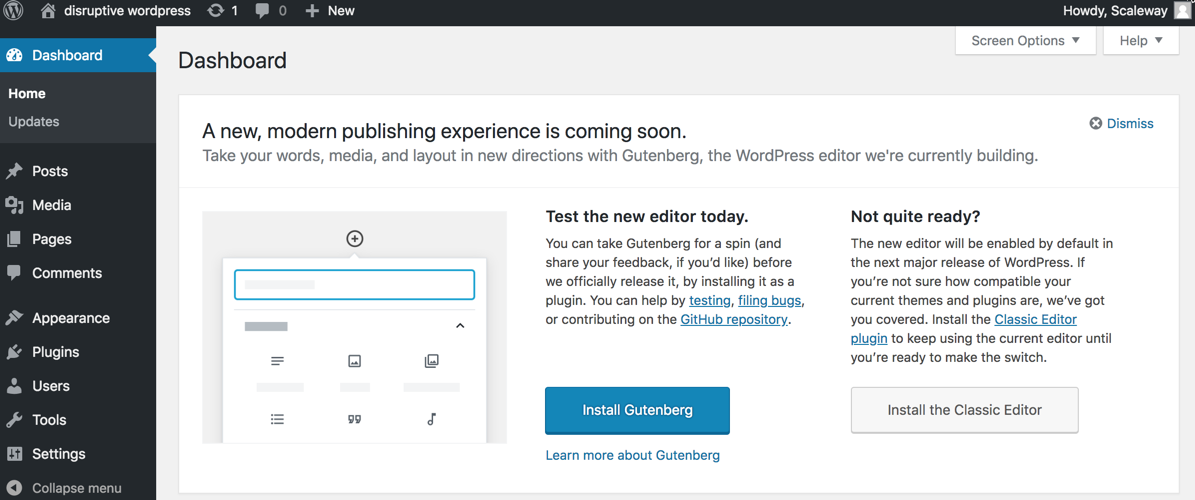 disruptive wordpress 1 0 New Howdy, Scaleway
Dashboard
Home
Updates
Posts
Media
Pages
Comments
Appearance
Plugins
Users
Tools
Settings
Collapse menu
Screen Options Help
Dashboard
A new, modern publishing experience is coming soon.
Dismiss
Take your words, media, and layout in new directions with Gutenberg, the WordPress editor we're currently building.
Test the new editor today.
You can take Gutenberg for a spin (and
share your feedback, if you'd like) before
we officially release it, by installing it as a
plugin. You can help by testing, filing bugs,
or contributing on the GitHub repository.
Install Gutenberg
Learn more about Gutenberg
Not quite ready?
The new editor will be enabled by default in
the next major release of WordPress. If
you're not sure how compatible your
current themes and plugins are, we've got
you covered. Install the Classic Editor
plugin to keep using the current editor until
you're ready to make the switch.
Install the Classic Editor